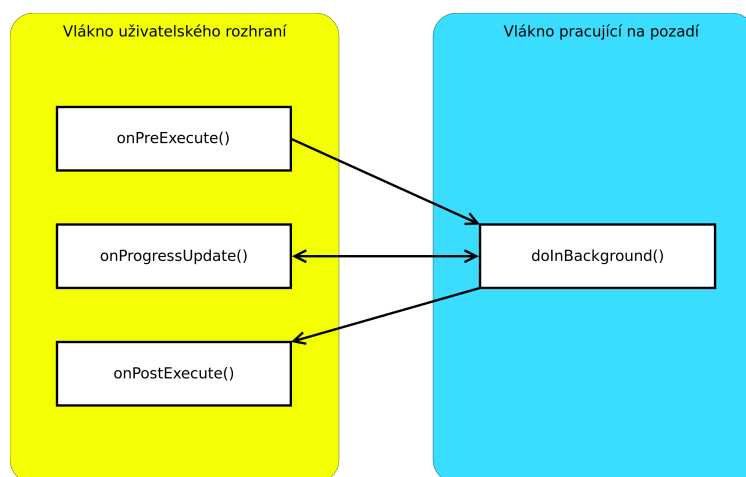 Vlákno uživatelského rozhraní
Vlákno pracující na pozadí
onPreExecute()
onProgressUpdate()
doInBackground()
onPostExecute()